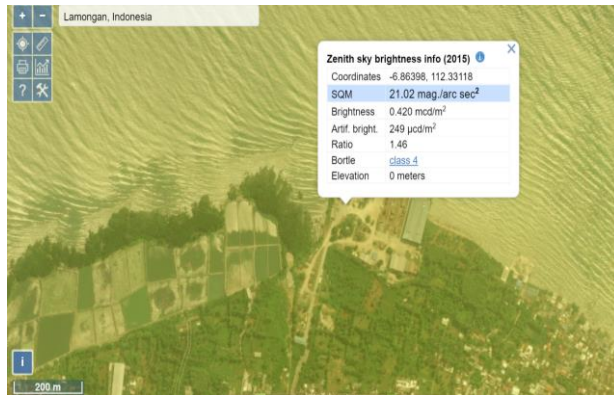 + −
Lamongan, Indonesia
?
Zenith sky brightness info (2015) i
Coordinates -6.86398, 112.33118
SQM 21.02 mag./arc sec²
Brightness 0.420 mcd/m²
Artif. bright. 249 μcd/m²
Ratio 1.46
Bortle class 4
Elevation 0 meters
i
200 m